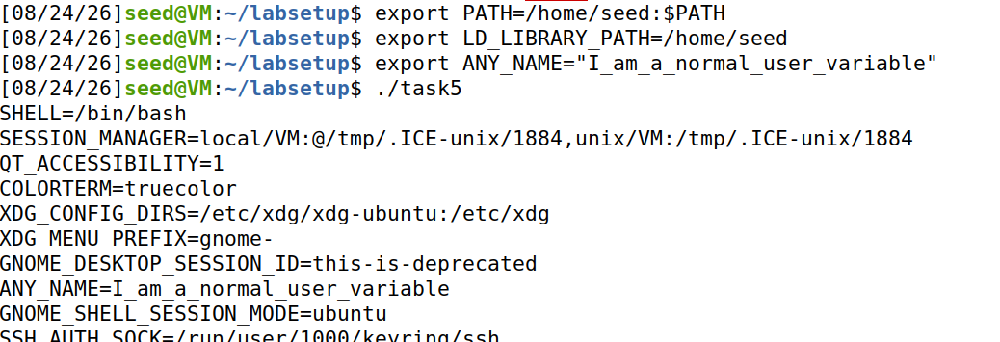 [08/24/26]seed@VM:~/labsetup$ export PATH=/home/seed:$PATH
[08/24/26]seed@VM:~/labsetup$ export LD_LIBRARY_PATH=/home/seed
[08/24/26]seed@VM:~/labsetup$ export ANY_NAME="I_am_a_normal_user_variable"
[08/24/26]seed@VM:~/labsetup$ ./task5
SHELL=/bin/bash
SESSION_MANAGER=local/VM:@/tmp/.ICE-unix/1884,unix/VM:/tmp/.ICE-unix/1884
QT_ACCESSIBILITY=1
COLORTERM=truecolor
XDG_CONFIG_DIRS=/etc/xdg/xdg-ubuntu:/etc/xdg
XDG_MENU_PREFIX=gnome-
GNOME_DESKTOP_SESSION_ID=this-is-deprecated
ANY_NAME=I_am_a_normal_user_variable
GNOME_SHELL_SESSION_MODE=ubuntu
SSH_AUTH_SOCK=/run/user/1000/keyring/ssh